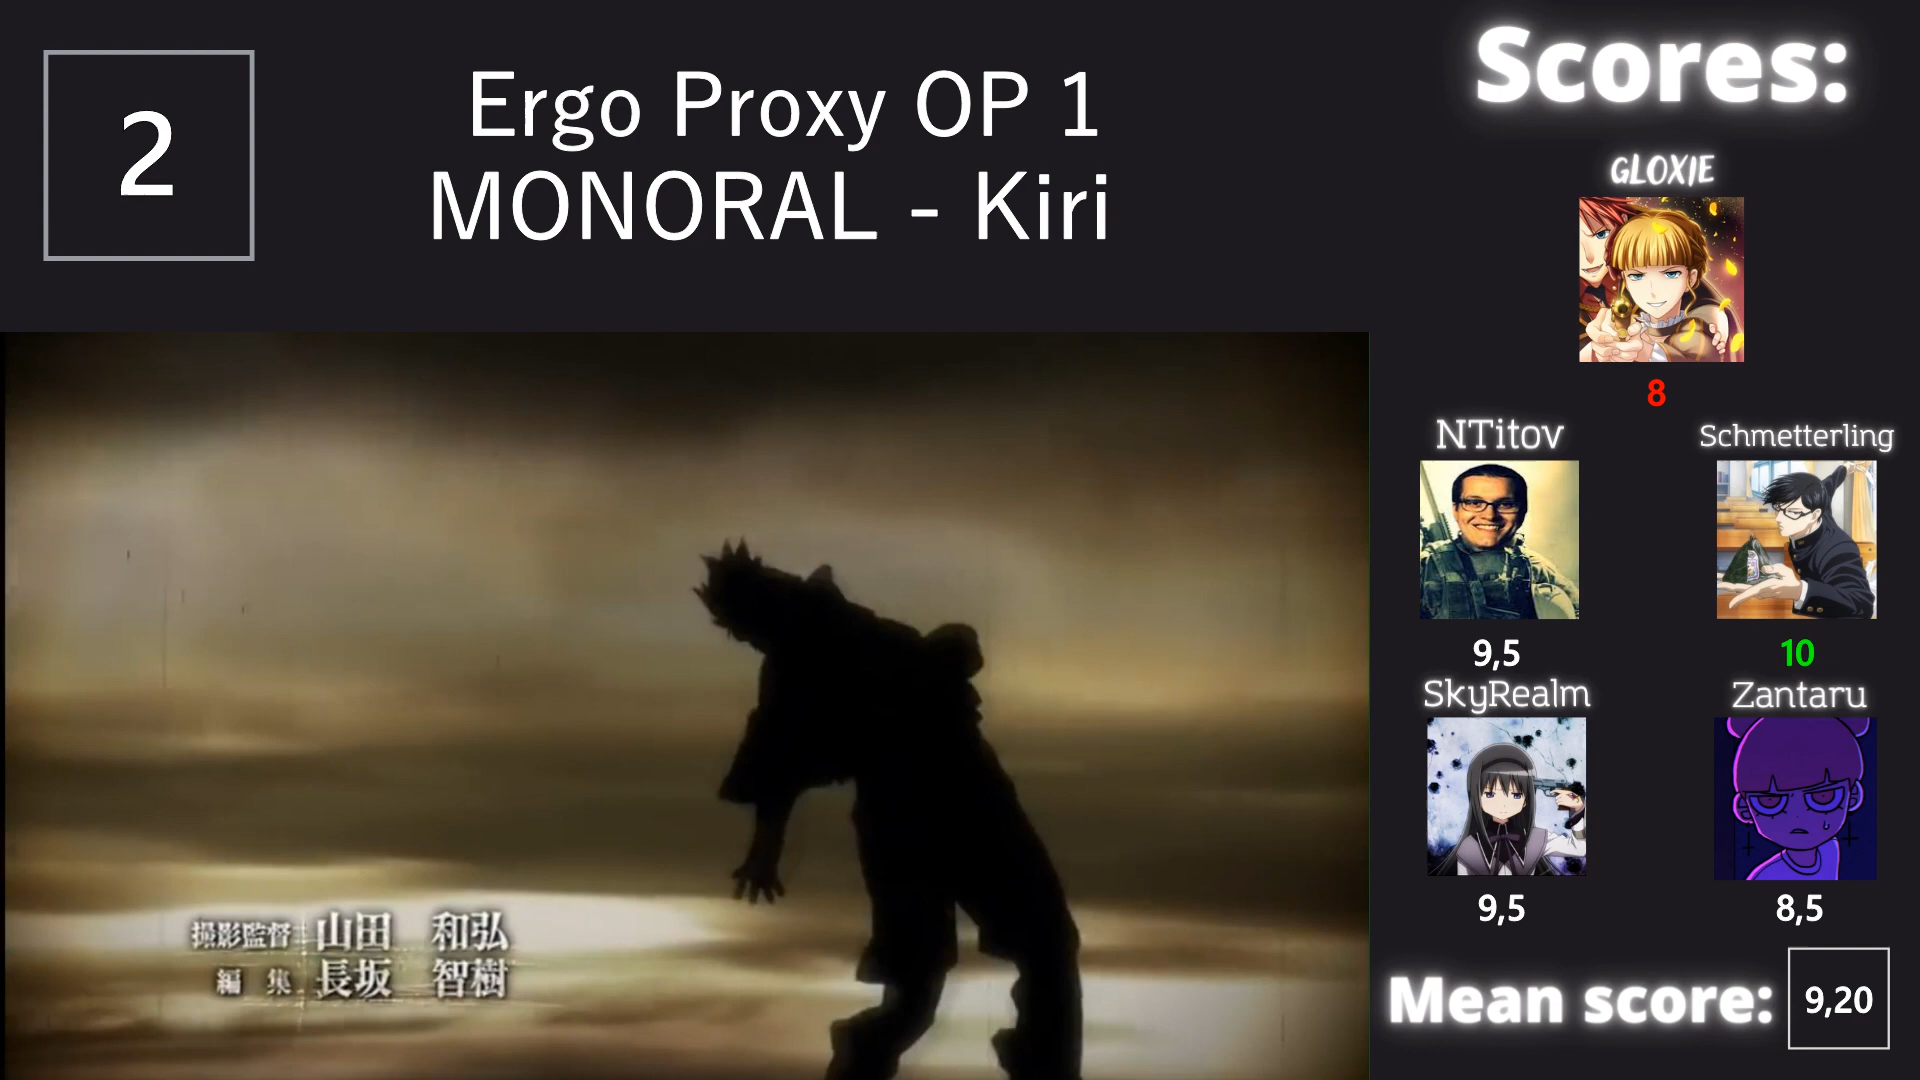 2
Ergo Proxy OP 1
MONORAL - Kiri
撮影監督 山田 和弘
編 集 長坂 智樹
Scores:
GLOXIE
8
NTitov
9,5
Schmetterling
10
SkyRealm
9,5
Zantaru
8,5
Mean score: 9,20